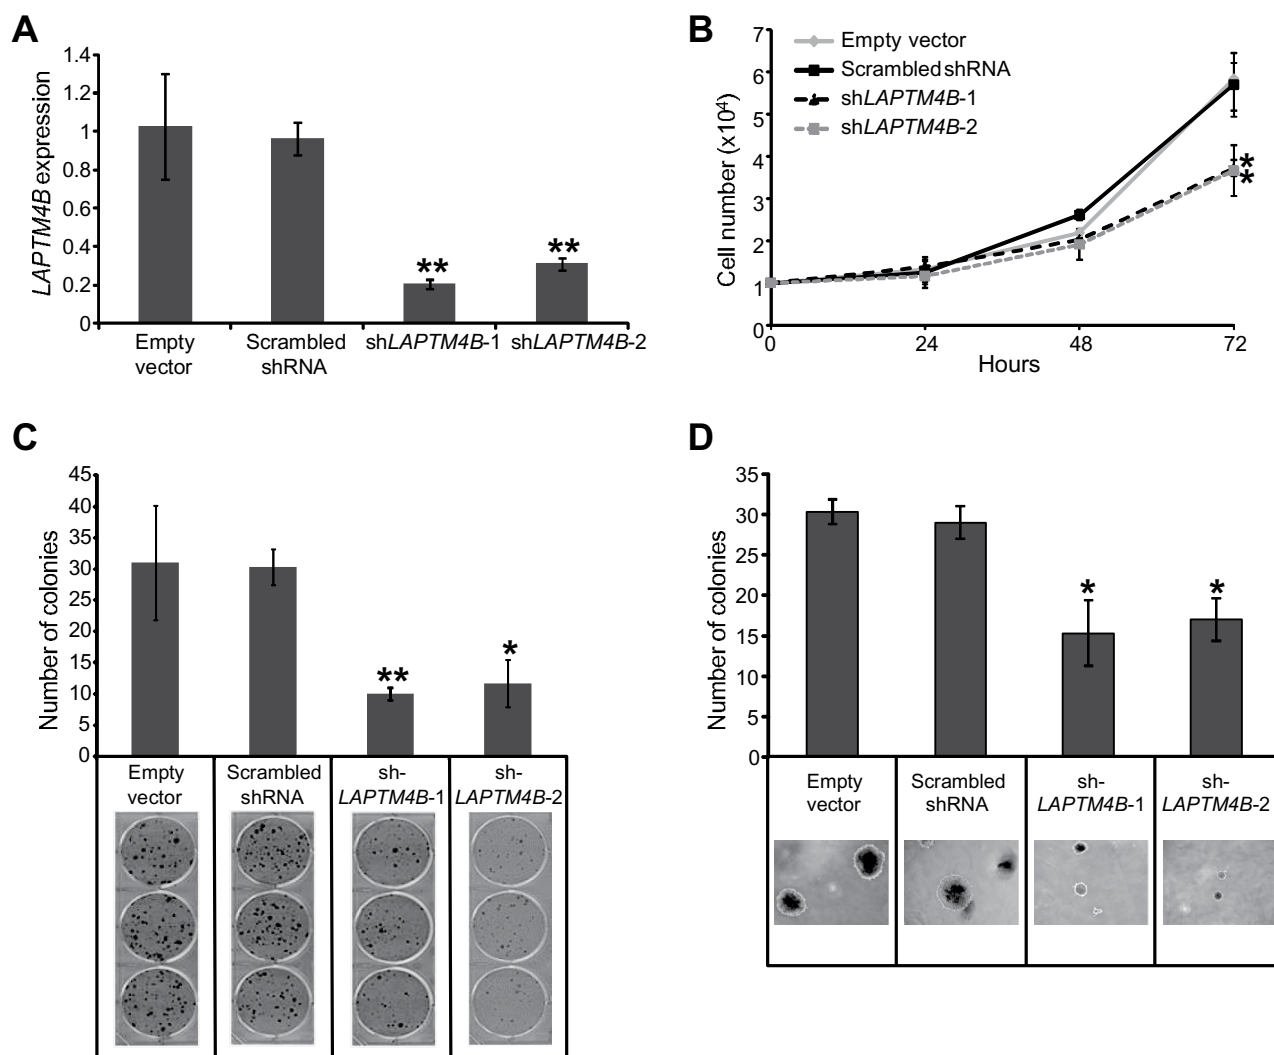 A
LAPTM4B expression
1.4
1.2
1
0.8
0.6
0.4
0.2
0
**
**
Empty
vector
Scrambled
shRNA
shLAPTM4B-1
shLAPTM4B-2
B
Cell number (x10⁴)
7
6
5
4
3
2
1
0
Empty vector
Scrambled shRNA
shLAPTM4B-1
shLAPTM4B-2
*
*
0
24
48
72
Hours
C
Number of colonies
45
40
35
30
25
20
15
10
5
0
**
*
Empty
vector
Scrambled
shRNA
sh-
LAPTM4B-1
sh-
LAPTM4B-2
D
Number of colonies
35
30
25
20
15
10
5
0
*
*
Empty
vector
Scrambled
shRNA
sh-
LAPTM4B-1
sh-
LAPTM4B-2